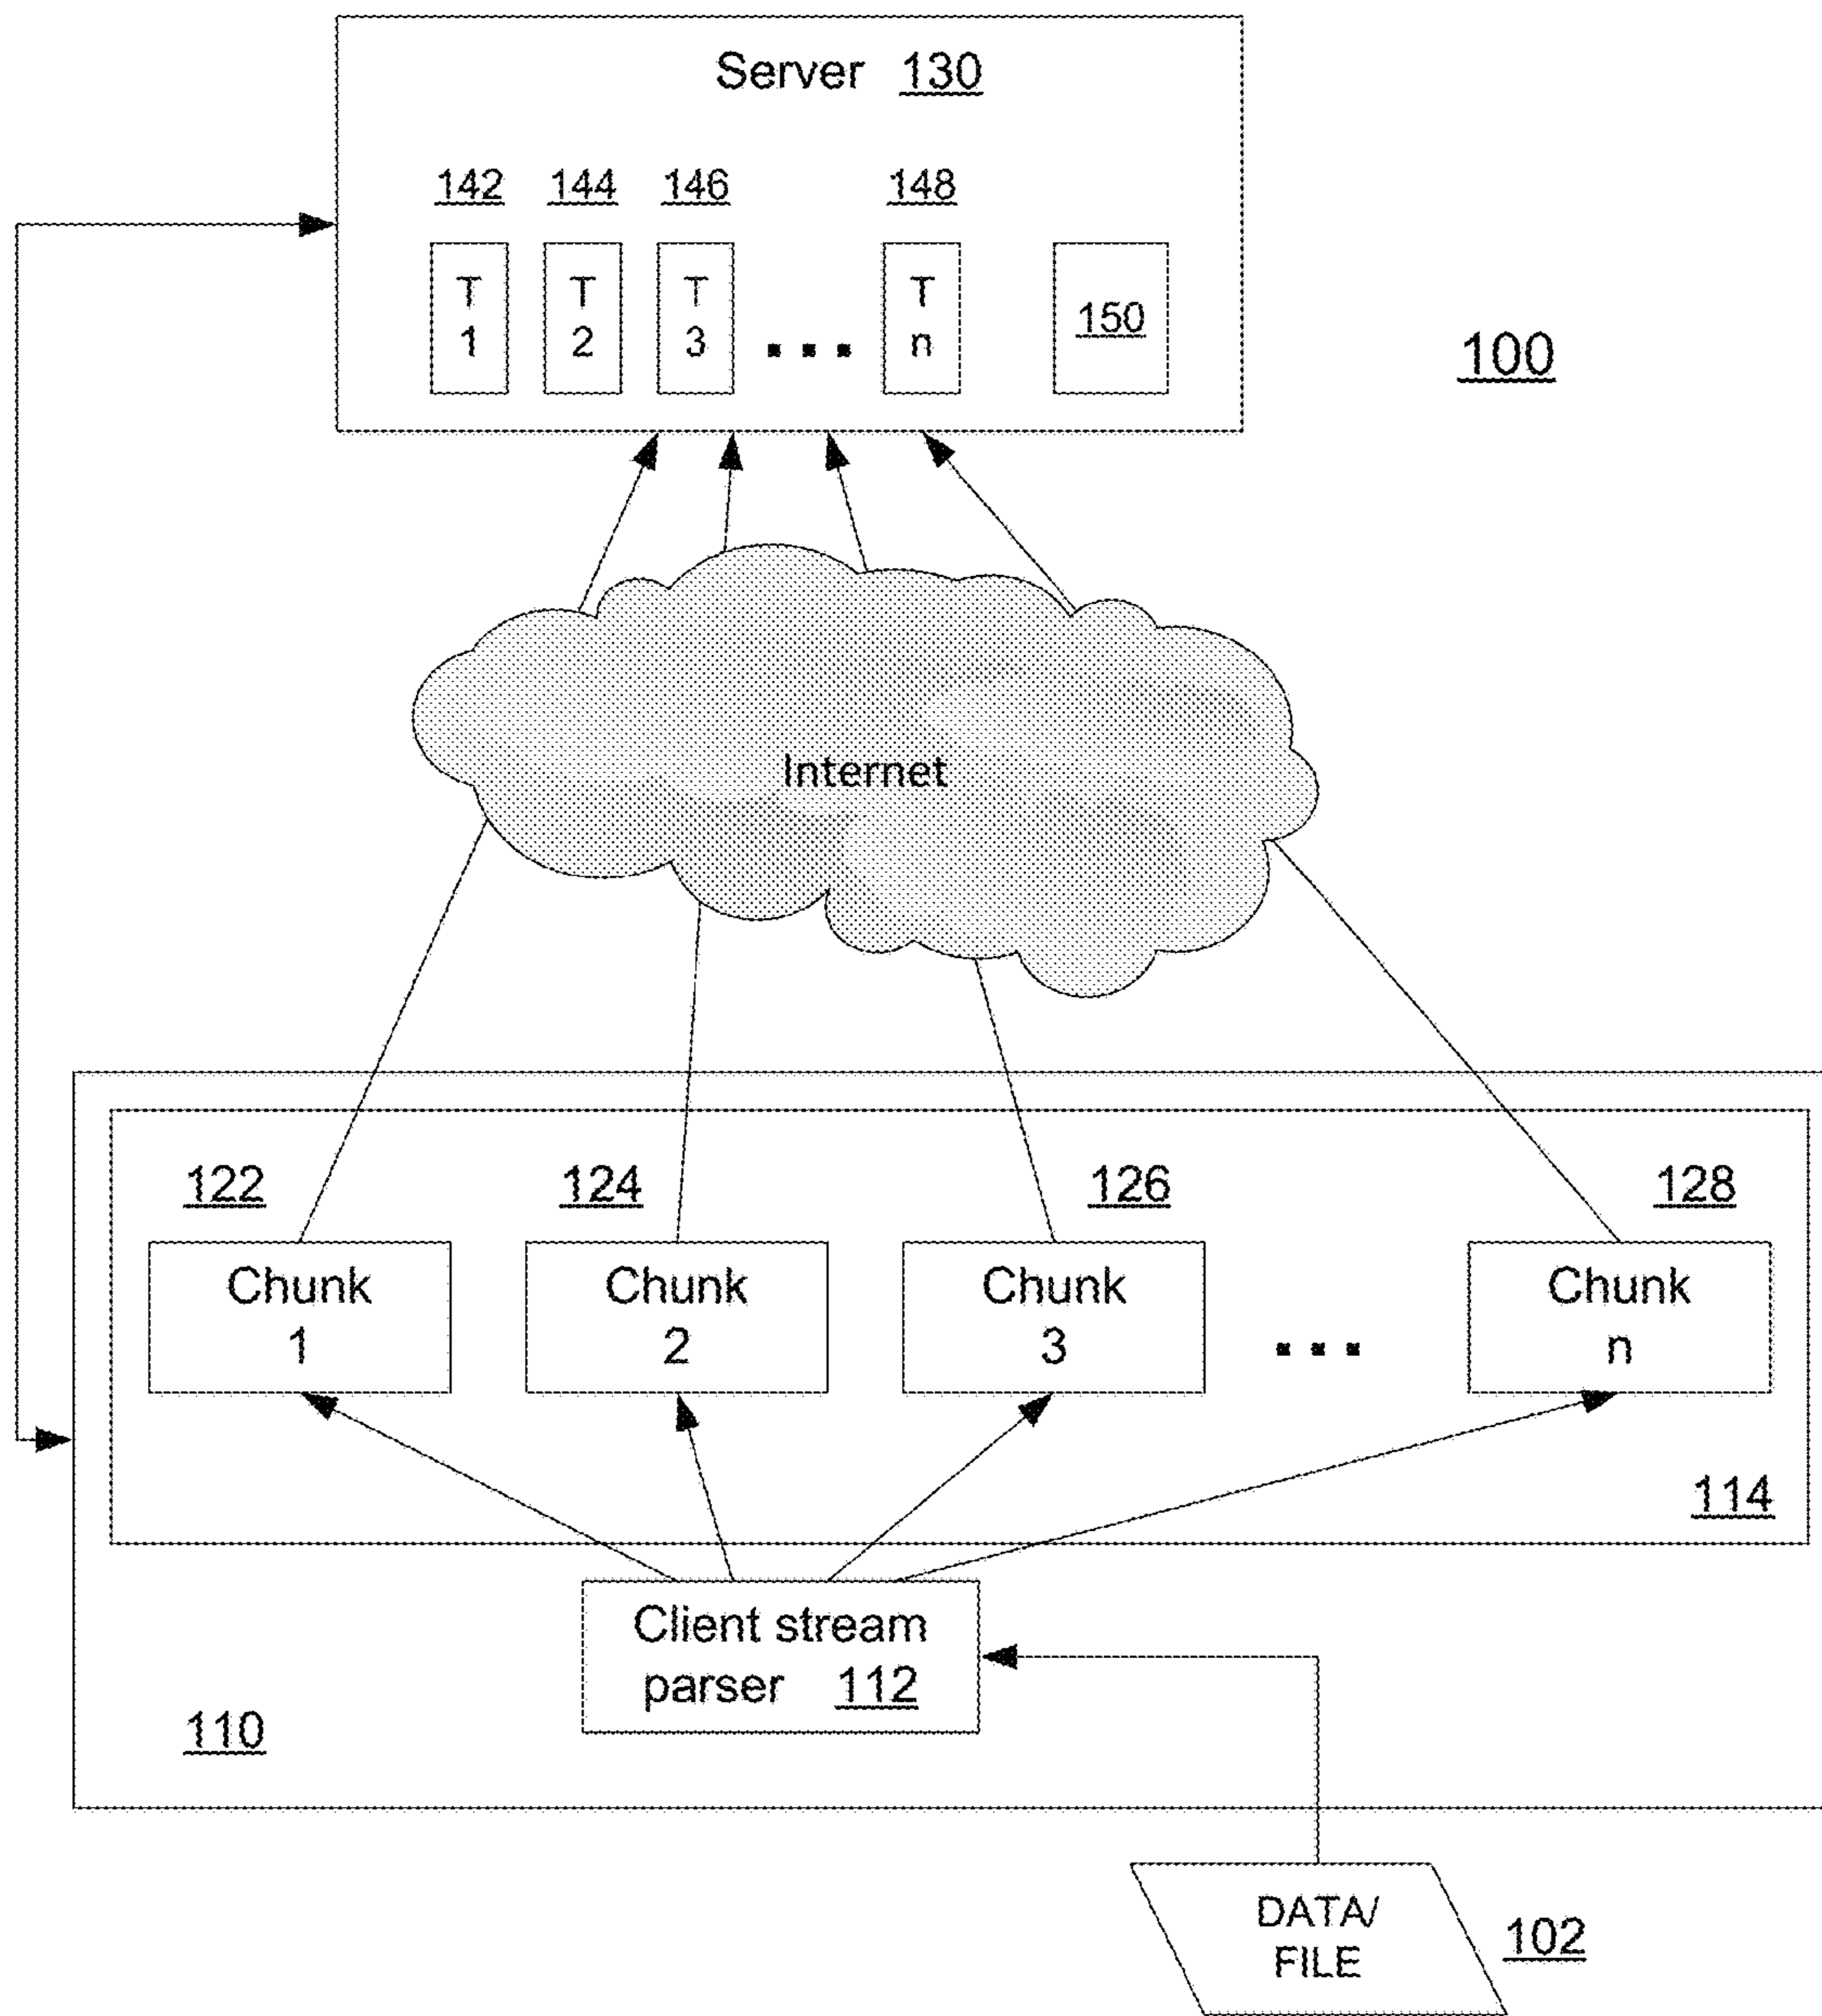 Server 130
142 144 146 148
T 1
T 2
T 3
...
T n
150
100
Internet
122 124 126 128
Chunk 1
Chunk 2
Chunk 3
...
Chunk n
114
Client stream
parser 112
110
DATA/
FILE
102